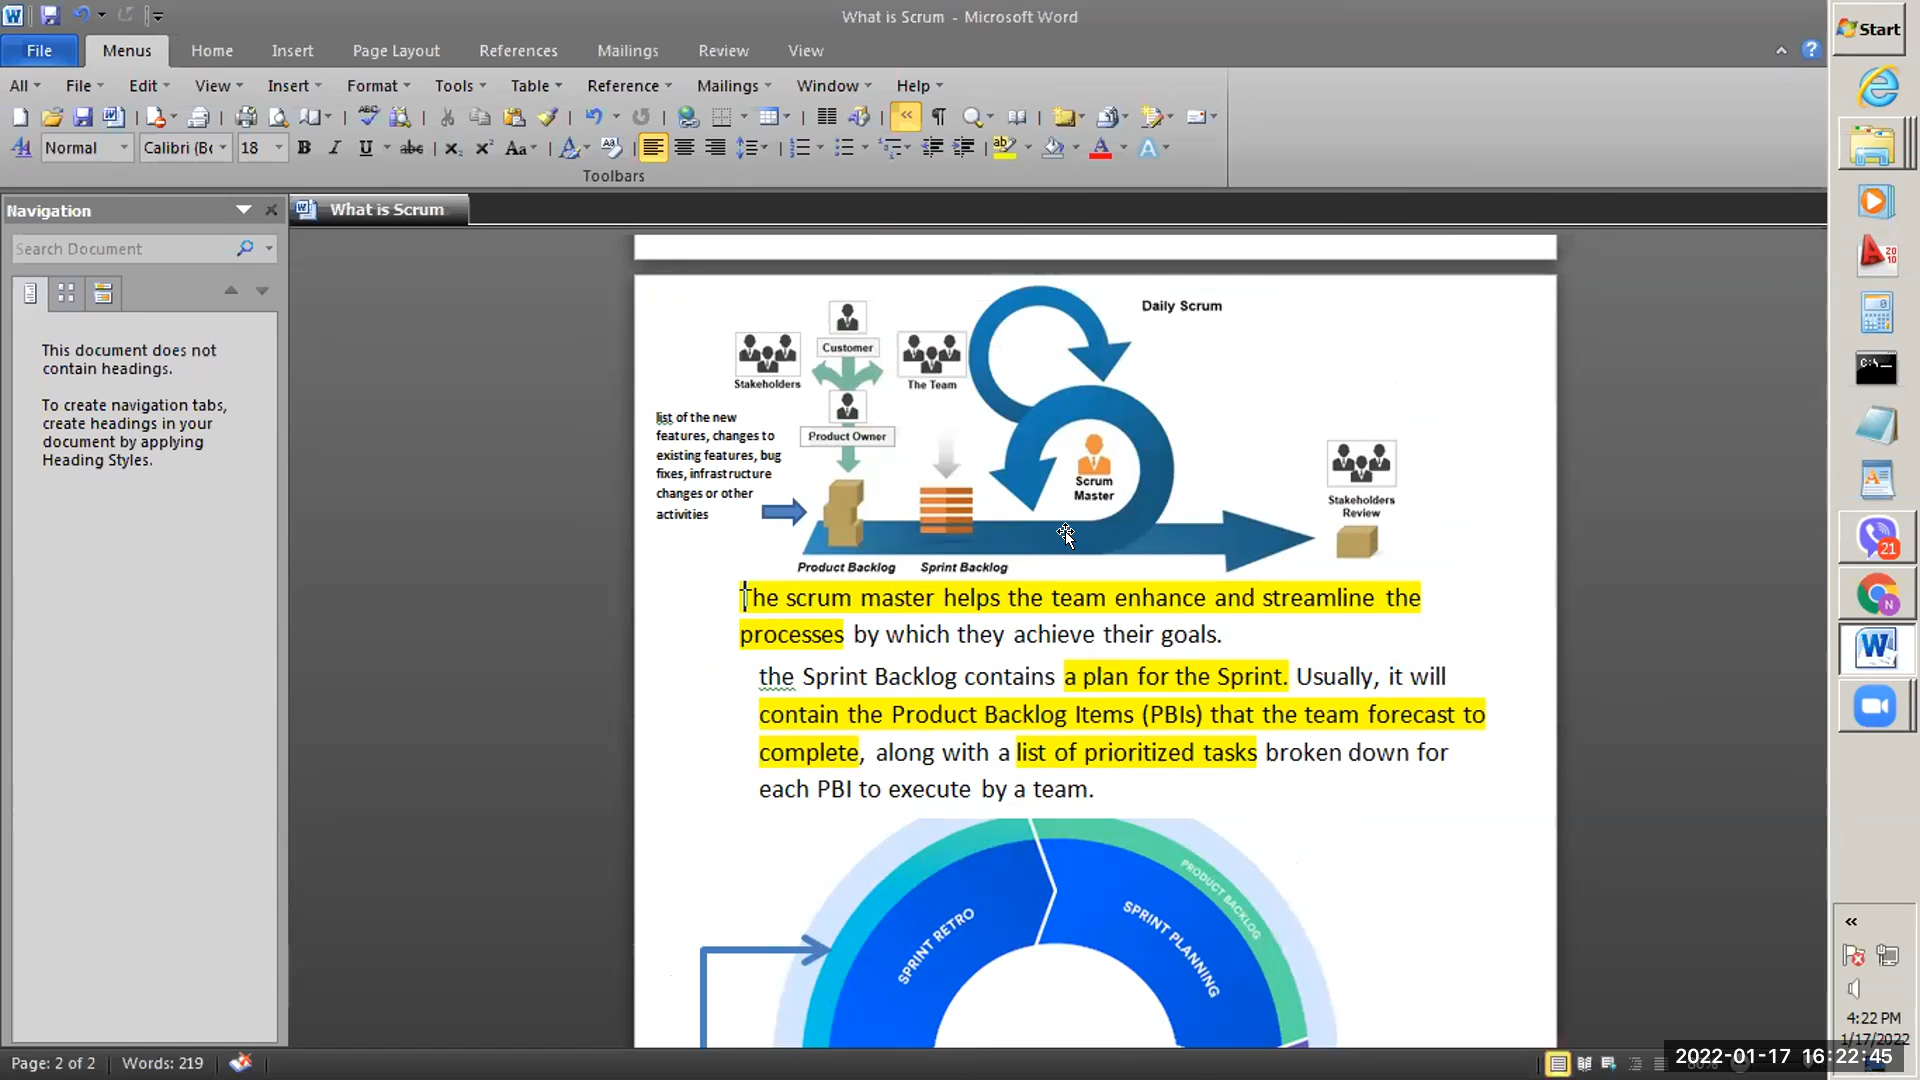 What is Scrum - Microsoft Word
Start
File Menus Home Insert Page Layout References Mailings Review View
All File Edit View Insert Format Tools Table Reference Mailings Window Help
Normal Calibri (B 18
Toolbars
Navigation
What is Scrum
Search Document
This document does not
contain headings.
To create navigation tabs,
create headings in your
document by applying
Heading Styles.
Daily Scrum
Customer
Stakeholders
The Team
Product Owner
list of the new
features, changes to
existing features, bug
fixes, infrastructure
changes or other
activities
Scrum
Master
Stakeholders
Review
Product Backlog Sprint Backlog
The scrum master helps the team enhance and streamline the
processes by which they achieve their goals.
the Sprint Backlog contains a plan for the Sprint. Usually, it will
contain the Product Backlog Items (PBIs) that the team forecast to
complete, along with a list of prioritized tasks broken down for
each PBI to execute by a team.
PRODUCT BACKLOG
SPRINT RETRO
SPRINT PLANNING
21
4:22 PM
1/17/2022
Page: 2 of 2 Words: 219
2022-01-17 16:22:45